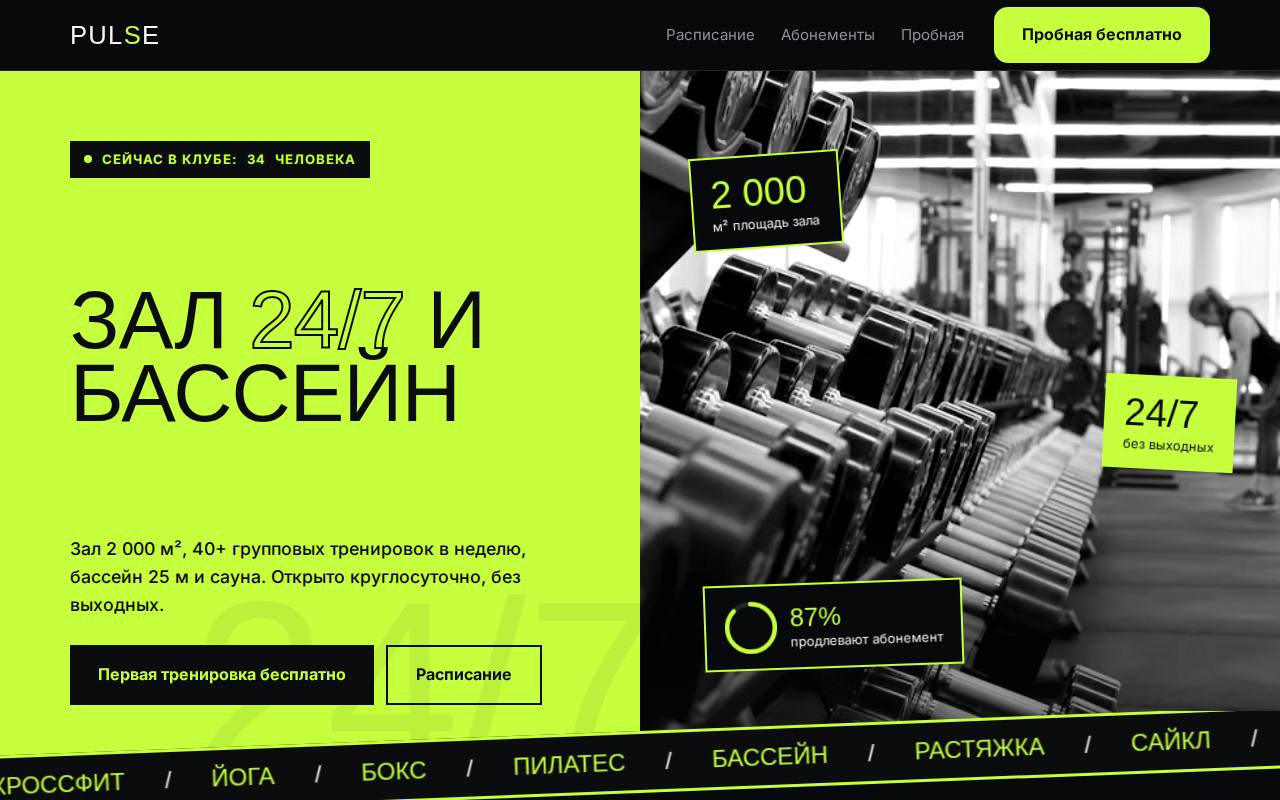 PULSE
Расписание
Абонементы
Пробная
Пробная бесплатно
СЕЙЧАС В КЛУБЕ: 34 ЧЕЛОВЕКА
ЗАЛ 24/7 И
БАССЕЙН
Зал 2 000 м², 40+ групповых тренировок в неделю,
бассейн 25 м и сауна. Открыто круглосуточно, без
выходных.
24/7
Первая тренировка бесплатно
Расписание
2 000
м² площадь зала
24/7
без выходных
87%
продлевают абонемент
КРОССФИТ / ЙОГА / БОКС / ПИЛАТЕС / БАССЕЙН / РАСТЯЖКА / САЙКЛ /